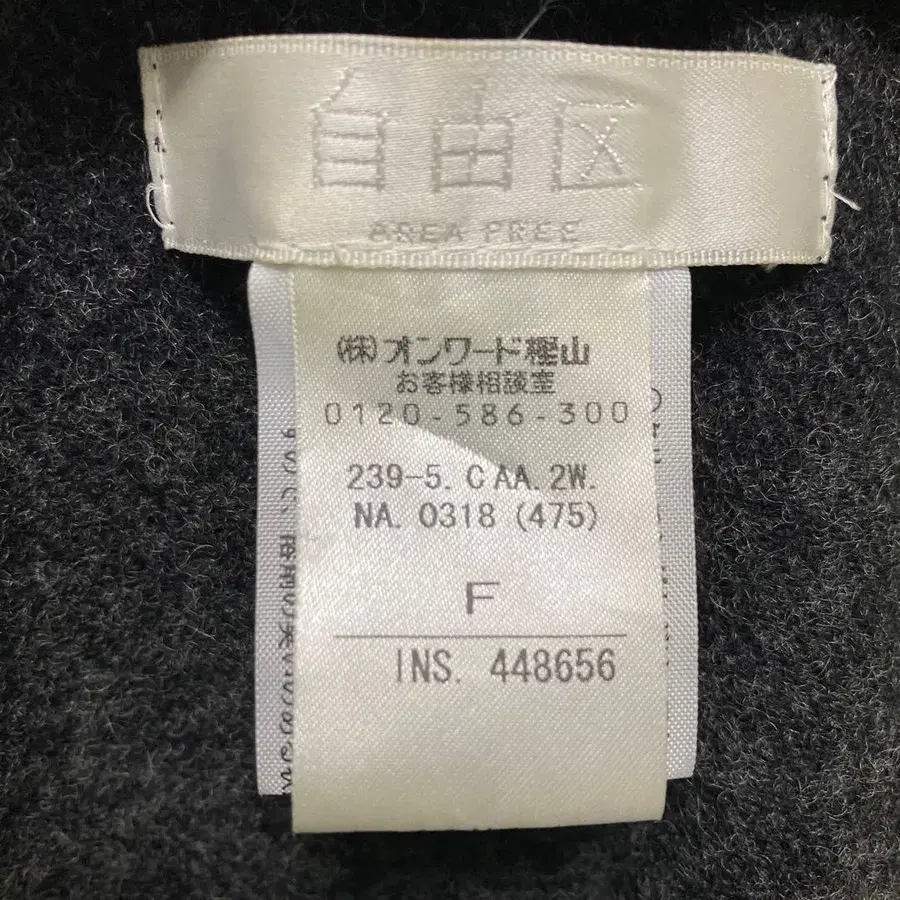 自由区
AREA FREE
(株)オンワード樫山
お客様相談室
0120-586-300
239-5. CAA. 2W.
NA. 0318 (475)
F
INS. 448656